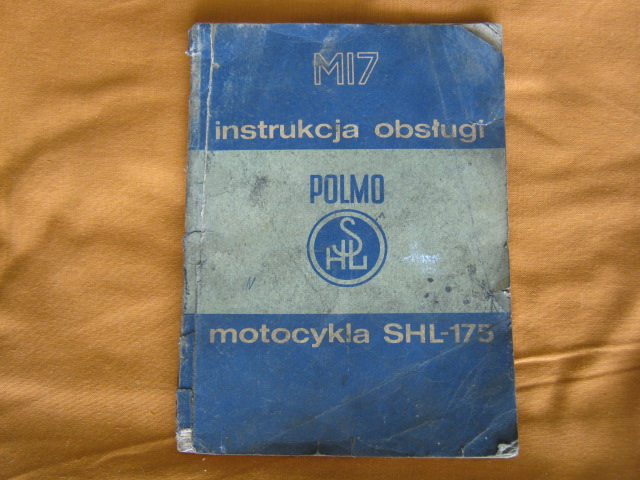 M17
instrukcja obsługi
POLMO
SHL
motocykla SHL-175